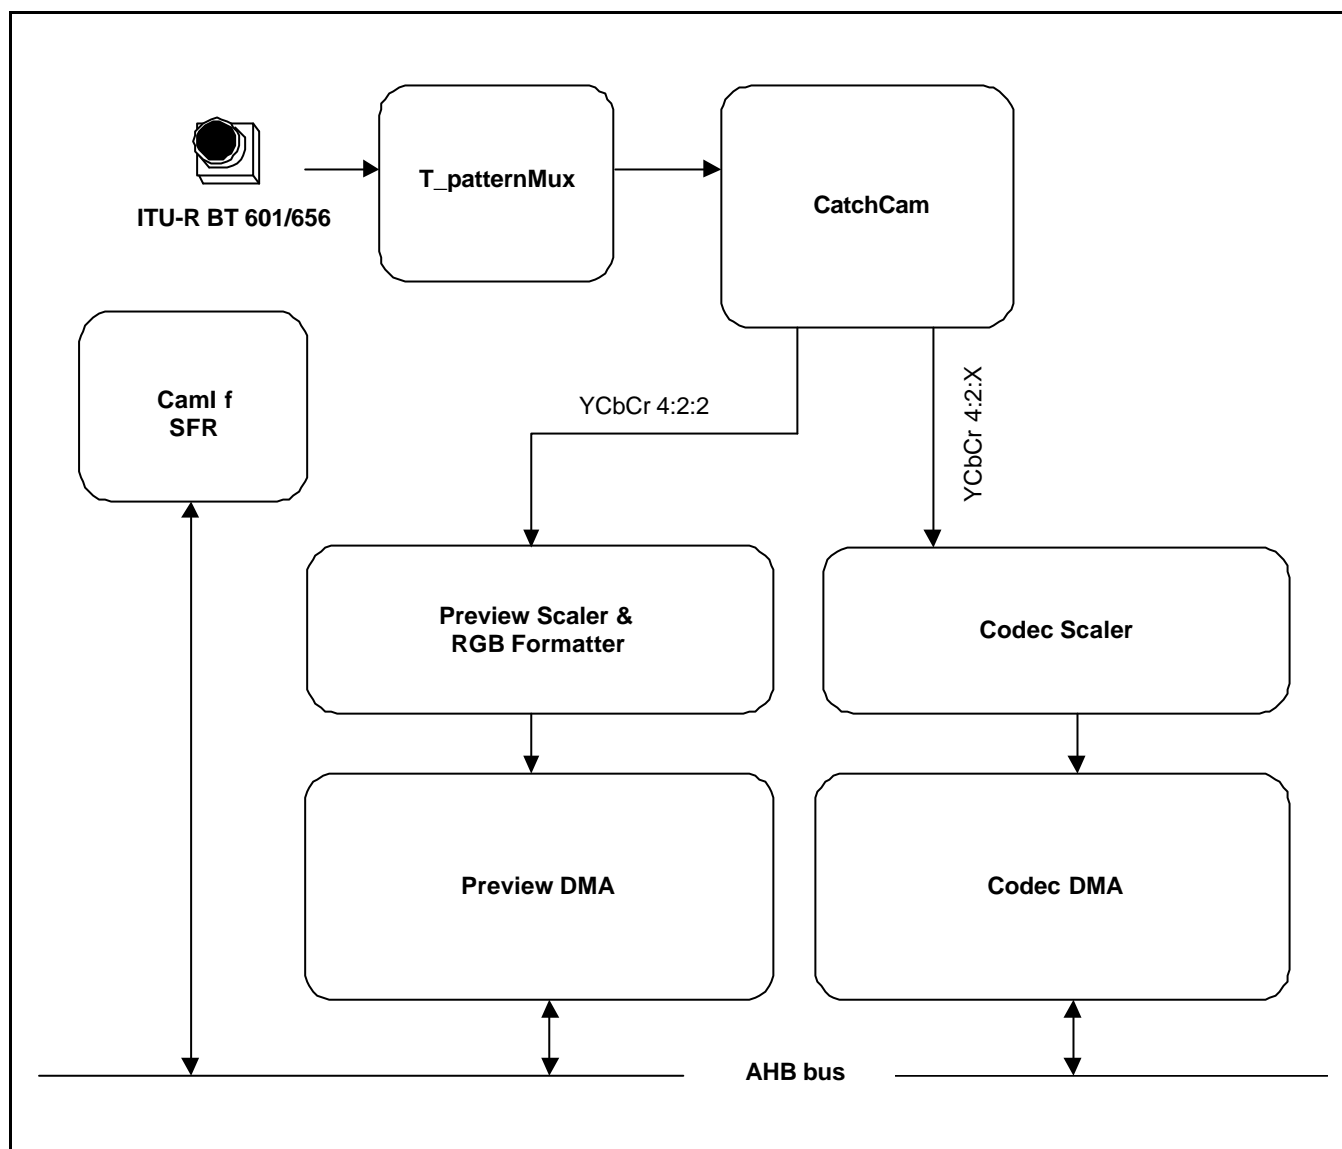 T_patternMux
CatchCam
ITU-R BT 601/656
CamI f
SFR
YCbCr 4:2:2
YCbCr 4:2:X
Preview Scaler &
RGB Formatter
Codec Scaler
Preview DMA
Codec DMA
AHB bus